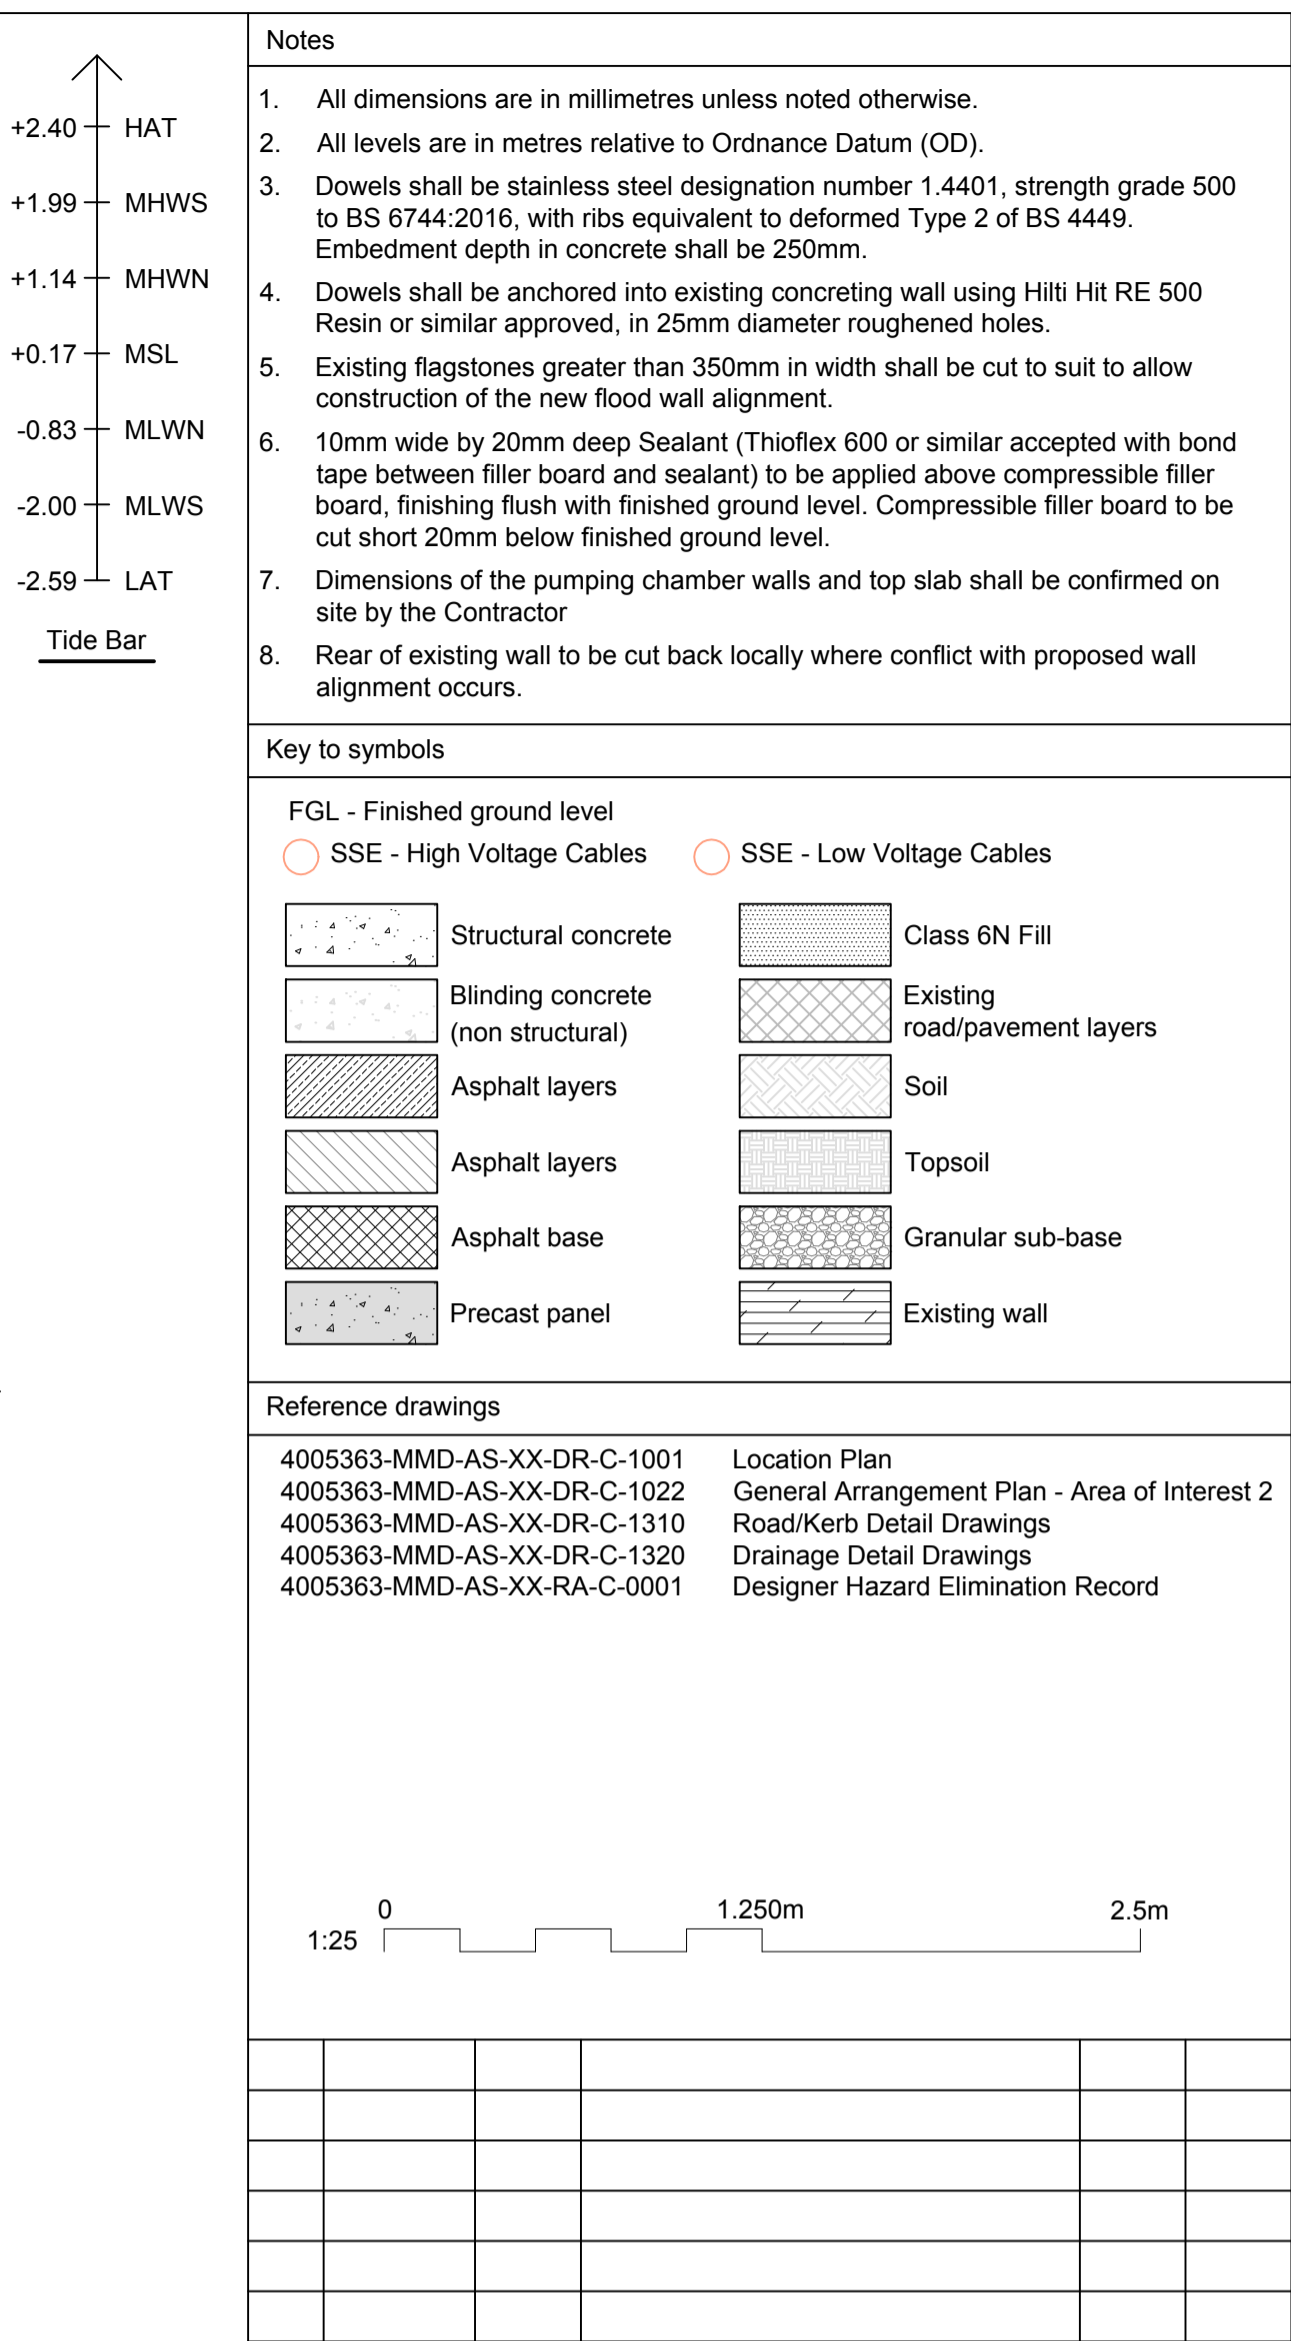 +2.40 HAT
+1.99 MHWS
+1.14 MHWN
+0.17 MSL
-0.83 MLWN
-2.00 MLWS
-2.59 LAT
Tide Bar
Notes
1. All dimensions are in millimetres unless noted otherwise.
2. All levels are in metres relative to Ordnance Datum (OD).
3. Dowels shall be stainless steel designation number 1.4401, strength grade 500
to BS 6744:2016, with ribs equivalent to deformed Type 2 of BS 4449.
Embedment depth in concrete shall be 250mm.
4. Dowels shall be anchored into existing concreting wall using Hilti Hit RE 500
Resin or similar approved, in 25mm diameter roughened holes.
5. Existing flagstones greater than 350mm in width shall be cut to suit to allow
construction of the new flood wall alignment.
6. 10mm wide by 20mm deep Sealant (Thioflex 600 or similar accepted with bond
tape between filler board and sealant) to be applied above compressible filler
board, finishing flush with finished ground level. Compressible filler board to be
cut short 20mm below finished ground level.
7. Dimensions of the pumping chamber walls and top slab shall be confirmed on
site by the Contractor
8. Rear of existing wall to be cut back locally where conflict with proposed wall
alignment occurs.
Key to symbols
FGL - Finished ground level
SSE - High Voltage Cables
SSE - Low Voltage Cables
Structural concrete
Class 6N Fill
Blinding concrete
(non structural)
Existing
road/pavement layers
Asphalt layers
Soil
Asphalt layers
Topsoil
Asphalt base
Granular sub-base
Precast panel
Existing wall
Reference drawings
4005363-MMD-AS-XX-DR-C-1001 Location Plan
4005363-MMD-AS-XX-DR-C-1022 General Arrangement Plan - Area of Interest 2
4005363-MMD-AS-XX-DR-C-1310 Road/Kerb Detail Drawings
4005363-MMD-AS-XX-DR-C-1320 Drainage Detail Drawings
4005363-MMD-AS-XX-RA-C-0001 Designer Hazard Elimination Record
0 1.250m 2.5m
1:25